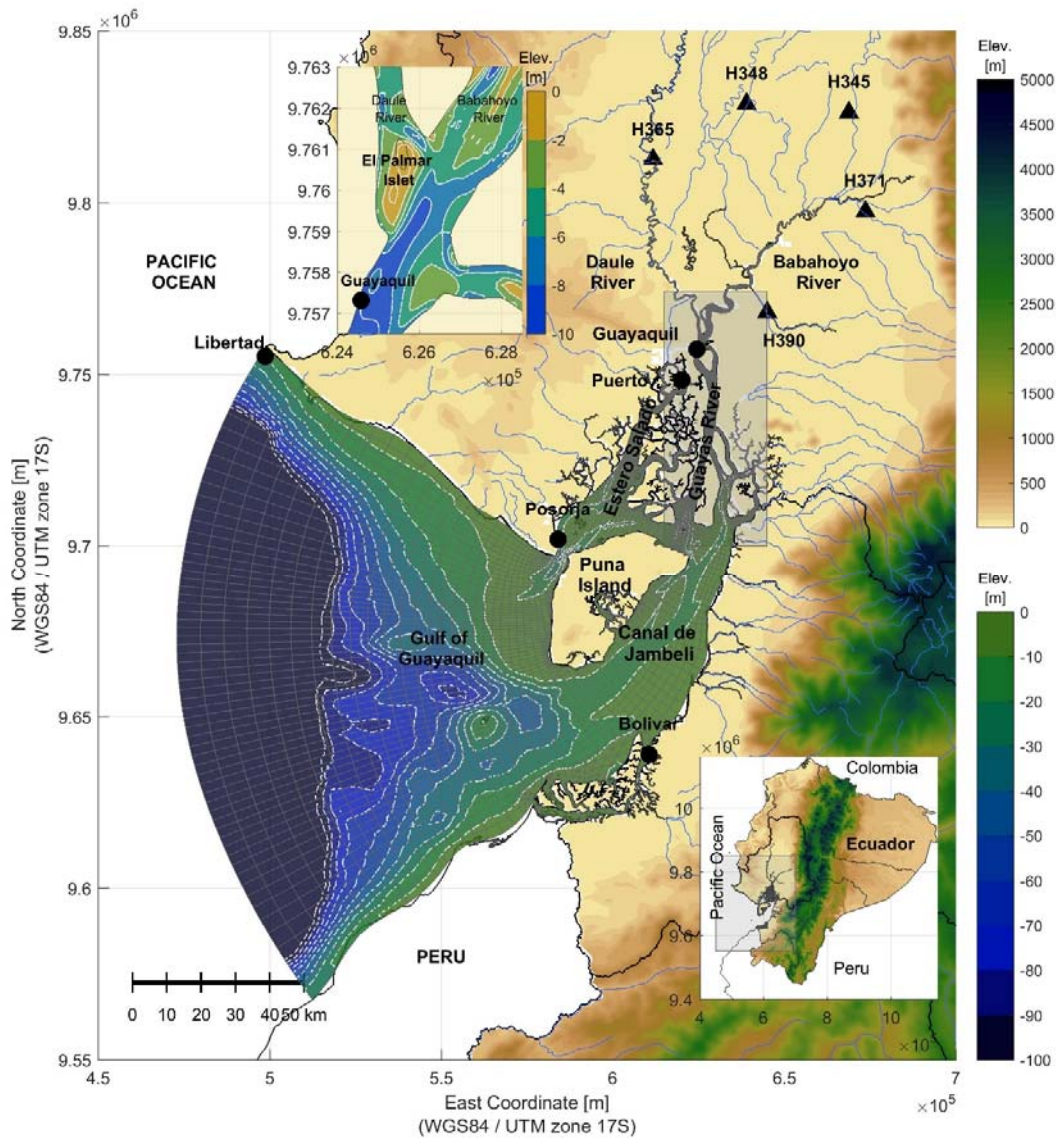 ×10⁶
9.85
9.8
9.75
9.7
9.65
9.6
9.55
North Coordinate [m]
(WGS84 / UTM zone 17S)
4.5
5
5.5
6
6.5
7
×10⁵
East Coordinate [m]
(WGS84 / UTM zone 17S)
×10⁶
9.763
9.762
9.761
9.76
9.759
9.758
9.757
6.24
6.26
6.28
×10⁵
Daule
River
Babahoyo
River
El Palmar
Islet
Guayaquil
Elev.
[m]
0
-2
-4
-6
-8
-10
H348
H345
H365
H371
H390
PACIFIC
OCEAN
Daule
River
Babahoyo
River
Libertad
Guayaquil
Puerto
Estero Salado
Guayas River
Posorja
Puna
Island
Canal de
Jambeli
Gulf of
Guayaquil
Bolivar
PERU
0 10 20 30 40 50 km
×10⁶
10
9.8
9.6
9.4
4
6
8
10
×10⁵
Colombia
Ecuador
Pacific Ocean
Peru
Elev.
[m]
5000
4500
4000
3500
3000
2500
2000
1500
1000
500
0
Elev.
[m]
0
-10
-20
-30
-40
-50
-60
-70
-80
-90
-100